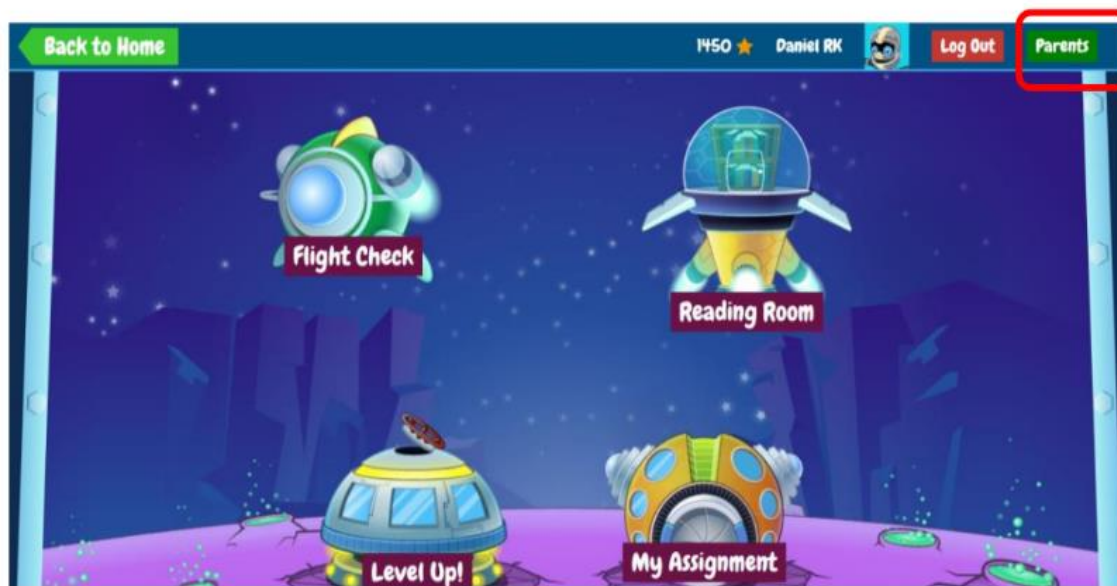 Back to Home
1450 Daniel RK Log Out Parents
Flight Check
Reading Room
Level Up!
My Assignment